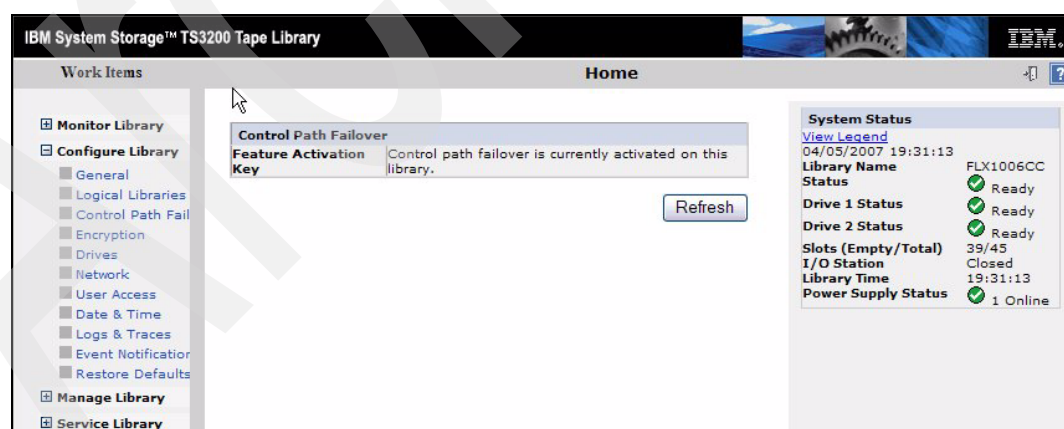 IBM System Storage™ TS3200 Tape Library
IBM.
Work Items
Home
?
Monitor Library
Configure Library
General
Logical Libraries
Control Path Fail
Encryption
Drives
Network
User Access
Date & Time
Logs & Traces
Event Notification
Restore Defaults
Manage Library
Service Library
Control Path Failover
Feature Activation Key Control path failover is currently activated on this library.
Refresh
System Status
View Legend
04/05/2007 19:31:13
Library Name FLX1006CC
Status Ready
Drive 1 Status Ready
Drive 2 Status Ready
Slots (Empty/Total) 39/45
I/O Station Closed
Library Time 19:31:13
Power Supply Status 1 Online